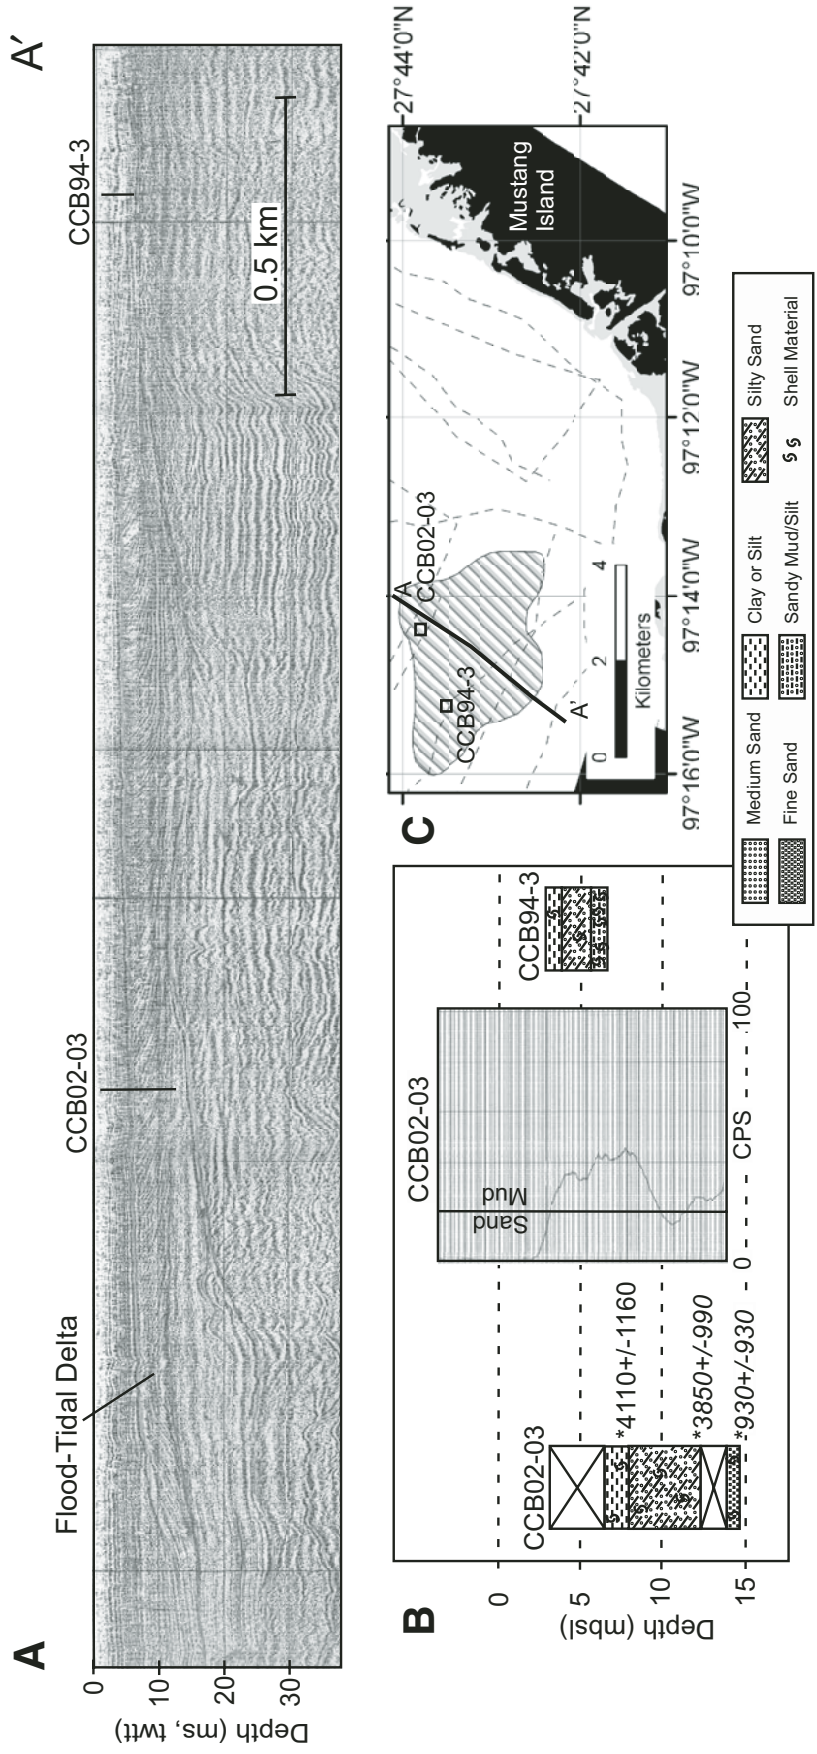 A
A′
CCB94-3
CCB02-03
Flood-Tidal Delta
0.5 km
0
10
20
30
Depth (ms, twtt)
B
CCB02-03
CCB02-03
CCB94-3
Sand
Mud
0
5
10
15
Depth (mbsl)
*4110+/-1160
*3850+/-990
*930+/-930
0
CPS
100
C
27°44'0"N
27°42'0"N
97°16'0"W
97°14'0"W
97°12'0"W
97°10'0"W
A
CCB02-03
CCB94-3
A'
Mustang
Island
0
2
4
Kilometers
Medium Sand
Clay or Silt
Silty Sand
Fine Sand
Sandy Mud/Silt
Shell Material